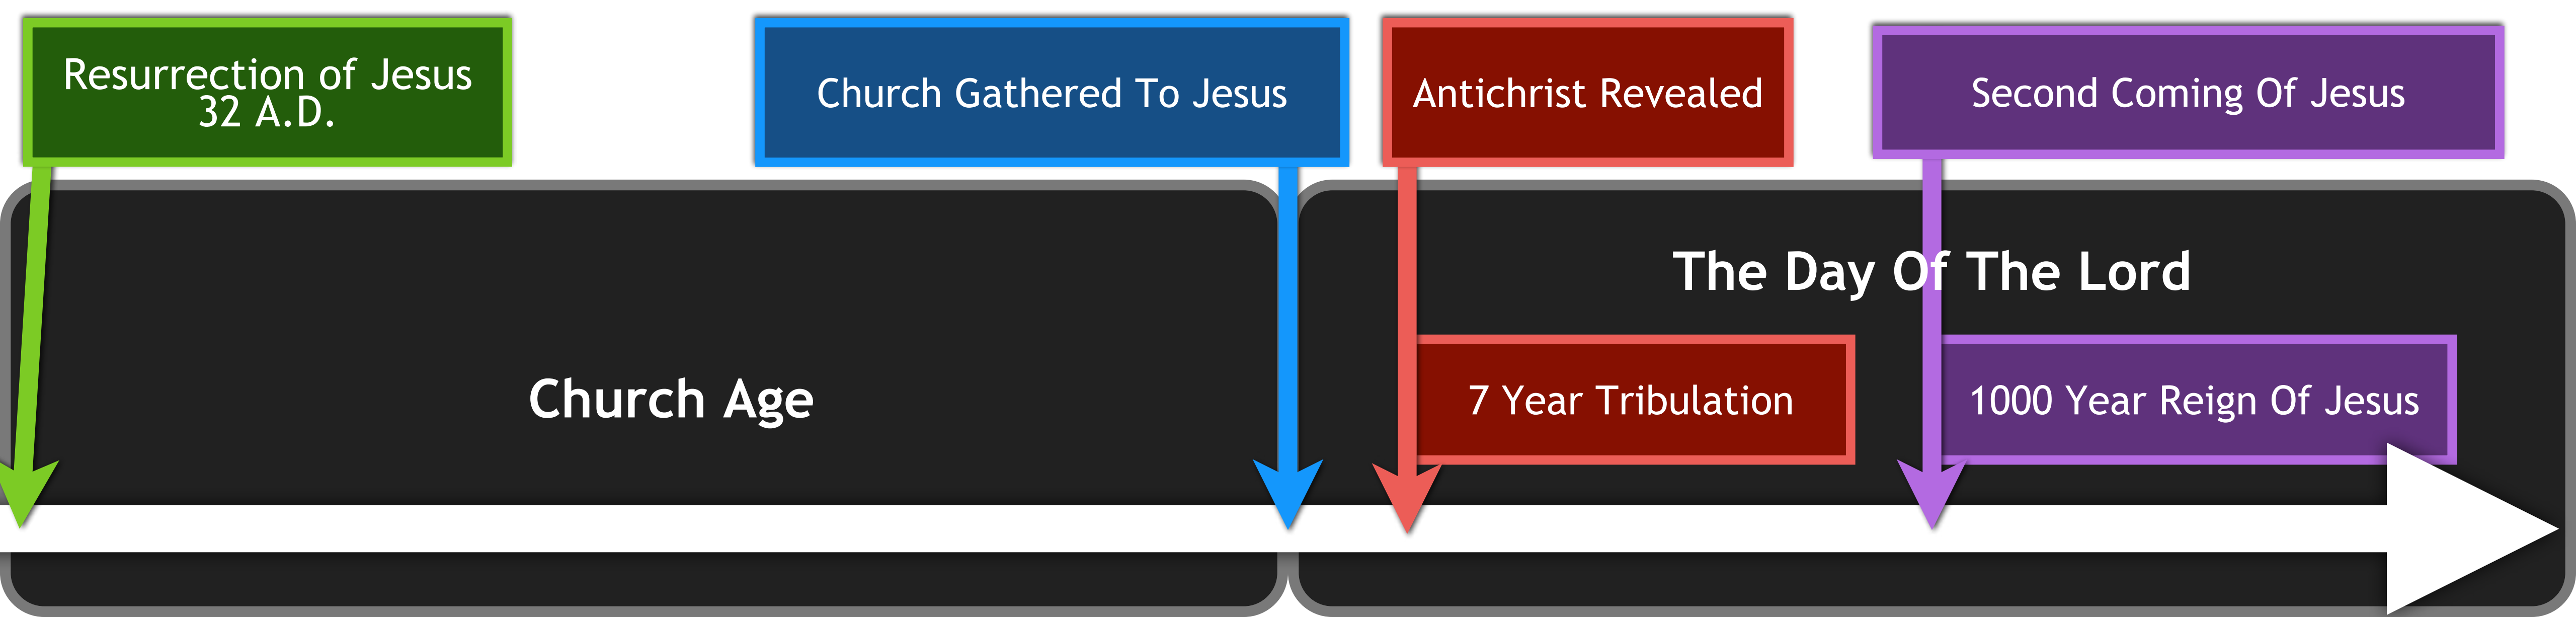 Resurrection of Jesus
32 A.D.
Church Gathered To Jesus
Antichrist Revealed
Second Coming Of Jesus
The Day Of The Lord
Church Age
7 Year Tribulation
1000 Year Reign Of Jesus